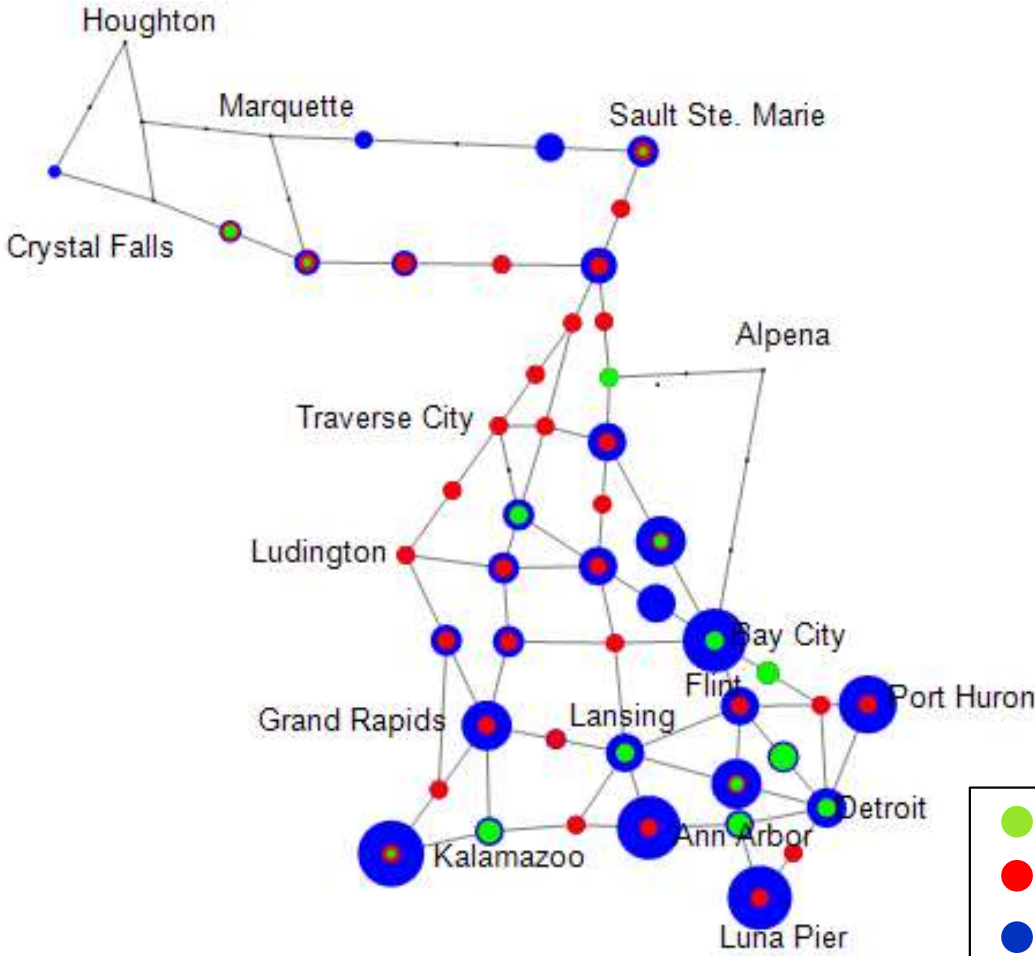 Houghton
Marquette
Sault Ste. Marie
Crystal Falls
Alpena
Traverse City
Ludington
Bay City
Flint
Port Huron
Grand Rapids
Lansing
Detroit
Ann Arbor
Kalamazoo
Luna Pier